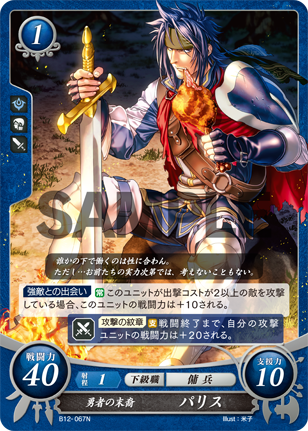 1
SAMPLE
誰かの下で働くのは性に合わん。
ただし…お前たちの実力次第では、考えないこともない。
強敵との出会い 常 このユニットが出撃コストが2以上の敵を攻撃
している場合、このユニットの戦闘力は＋10される。
攻撃の紋章 支 戦闘終了まで、自分の攻撃
ユニットの戦闘力は＋20される。
戦闘力
40
射程 1 下級職 傭兵
支援力
10
勇者の末裔 パリス
B12-067N
Illust：米子